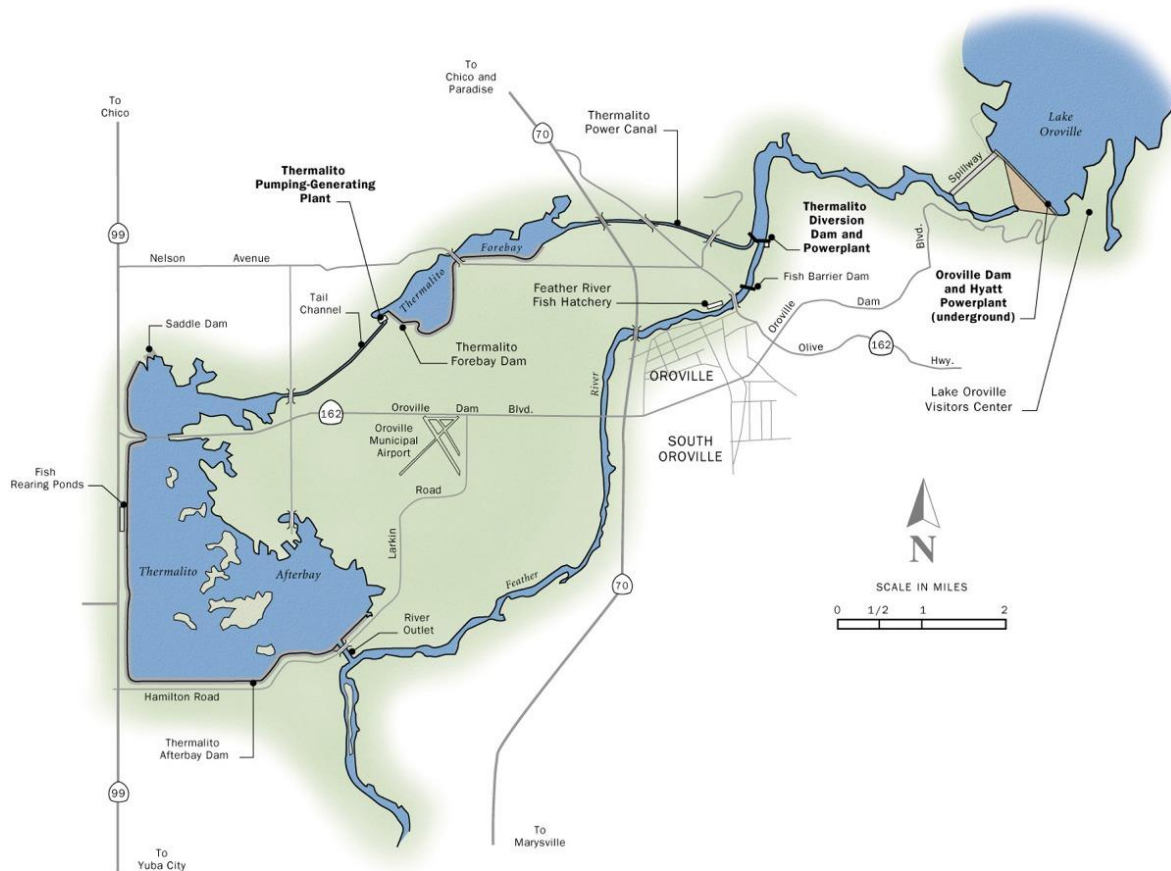 To
Chico and
Paradise
To
Chico
70
Thermalito
Power Canal
Lake
Oroville
Spillway
Thermalito
Pumping-Generating
Plant
Thermalito
Diversion
Dam and
Powerplant
99
Forebay
Nelson Avenue
Thermalito
Fish Barrier Dam
Blvd.
Oroville Dam
and Hyatt
Powerplant
(underground)
Feather River
Fish Hatchery
Tail
Channel
Saddle Dam
Oroville
Dam
Thermalito
Forebay Dam
Olive
162
Hwy.
OROVILLE
River
Lake Oroville
Visitors Center
162
Oroville Dam Blvd.
Oroville
Municipal
Airport
SOUTH
OROVILLE
Fish
Rearing Ponds
Road
Larkin
N
Thermalito Afterbay
Feather
70
SCALE IN MILES
0 1/2 1 2
River
Outlet
Hamilton Road
Thermalito
Afterbay Dam
99
To
Marysville
To
Yuba City